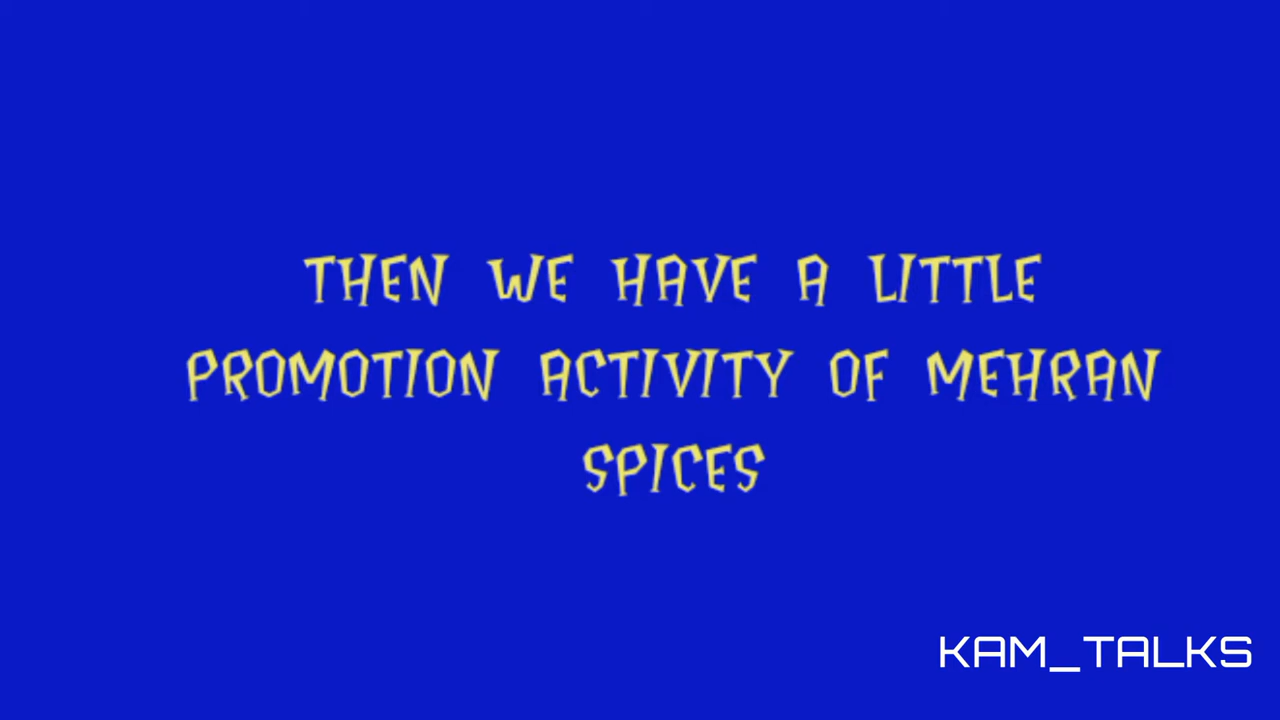 THEN WE HAVE A LITTLE
PROMOTION ACTIVITY OF MEHRAN
SPICES
KAM_TALKS